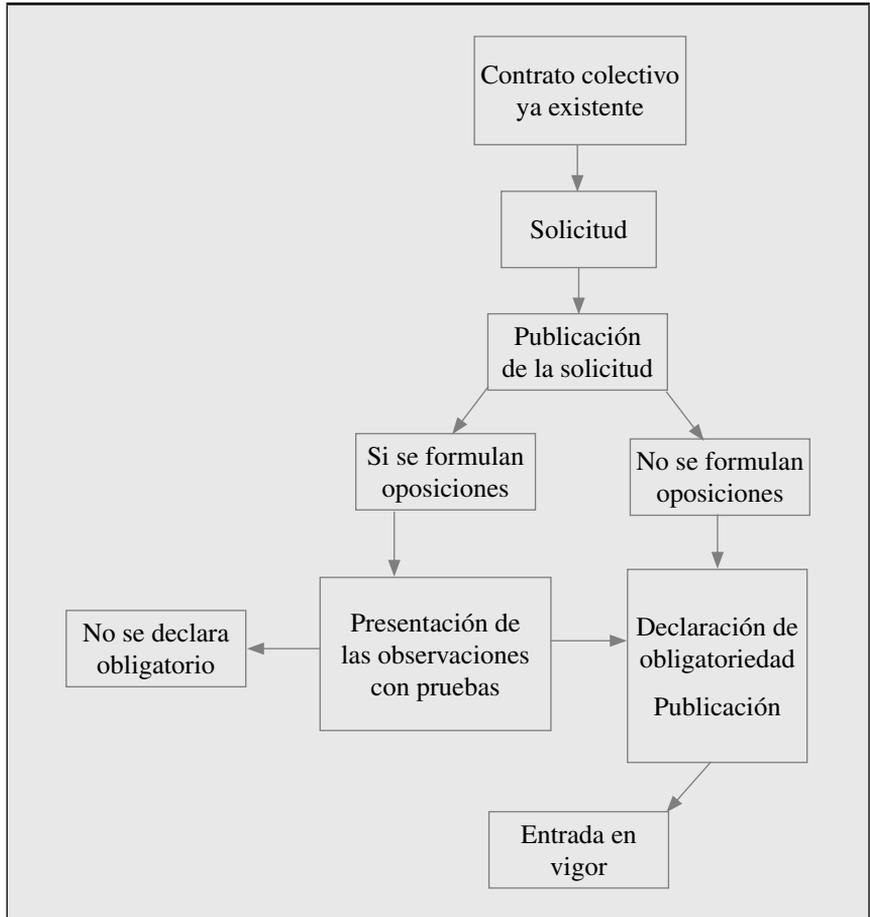 Contrato colectivo
ya existente
Solicitud
Publicación
de la solicitud
Si se formulan
oposiciones
No se formulan
oposiciones
No se declara
obligatorio
Presentación de
las observaciones
con pruebas
Declaración de
obligatoriedad
Publicación
Entrada en
vigor